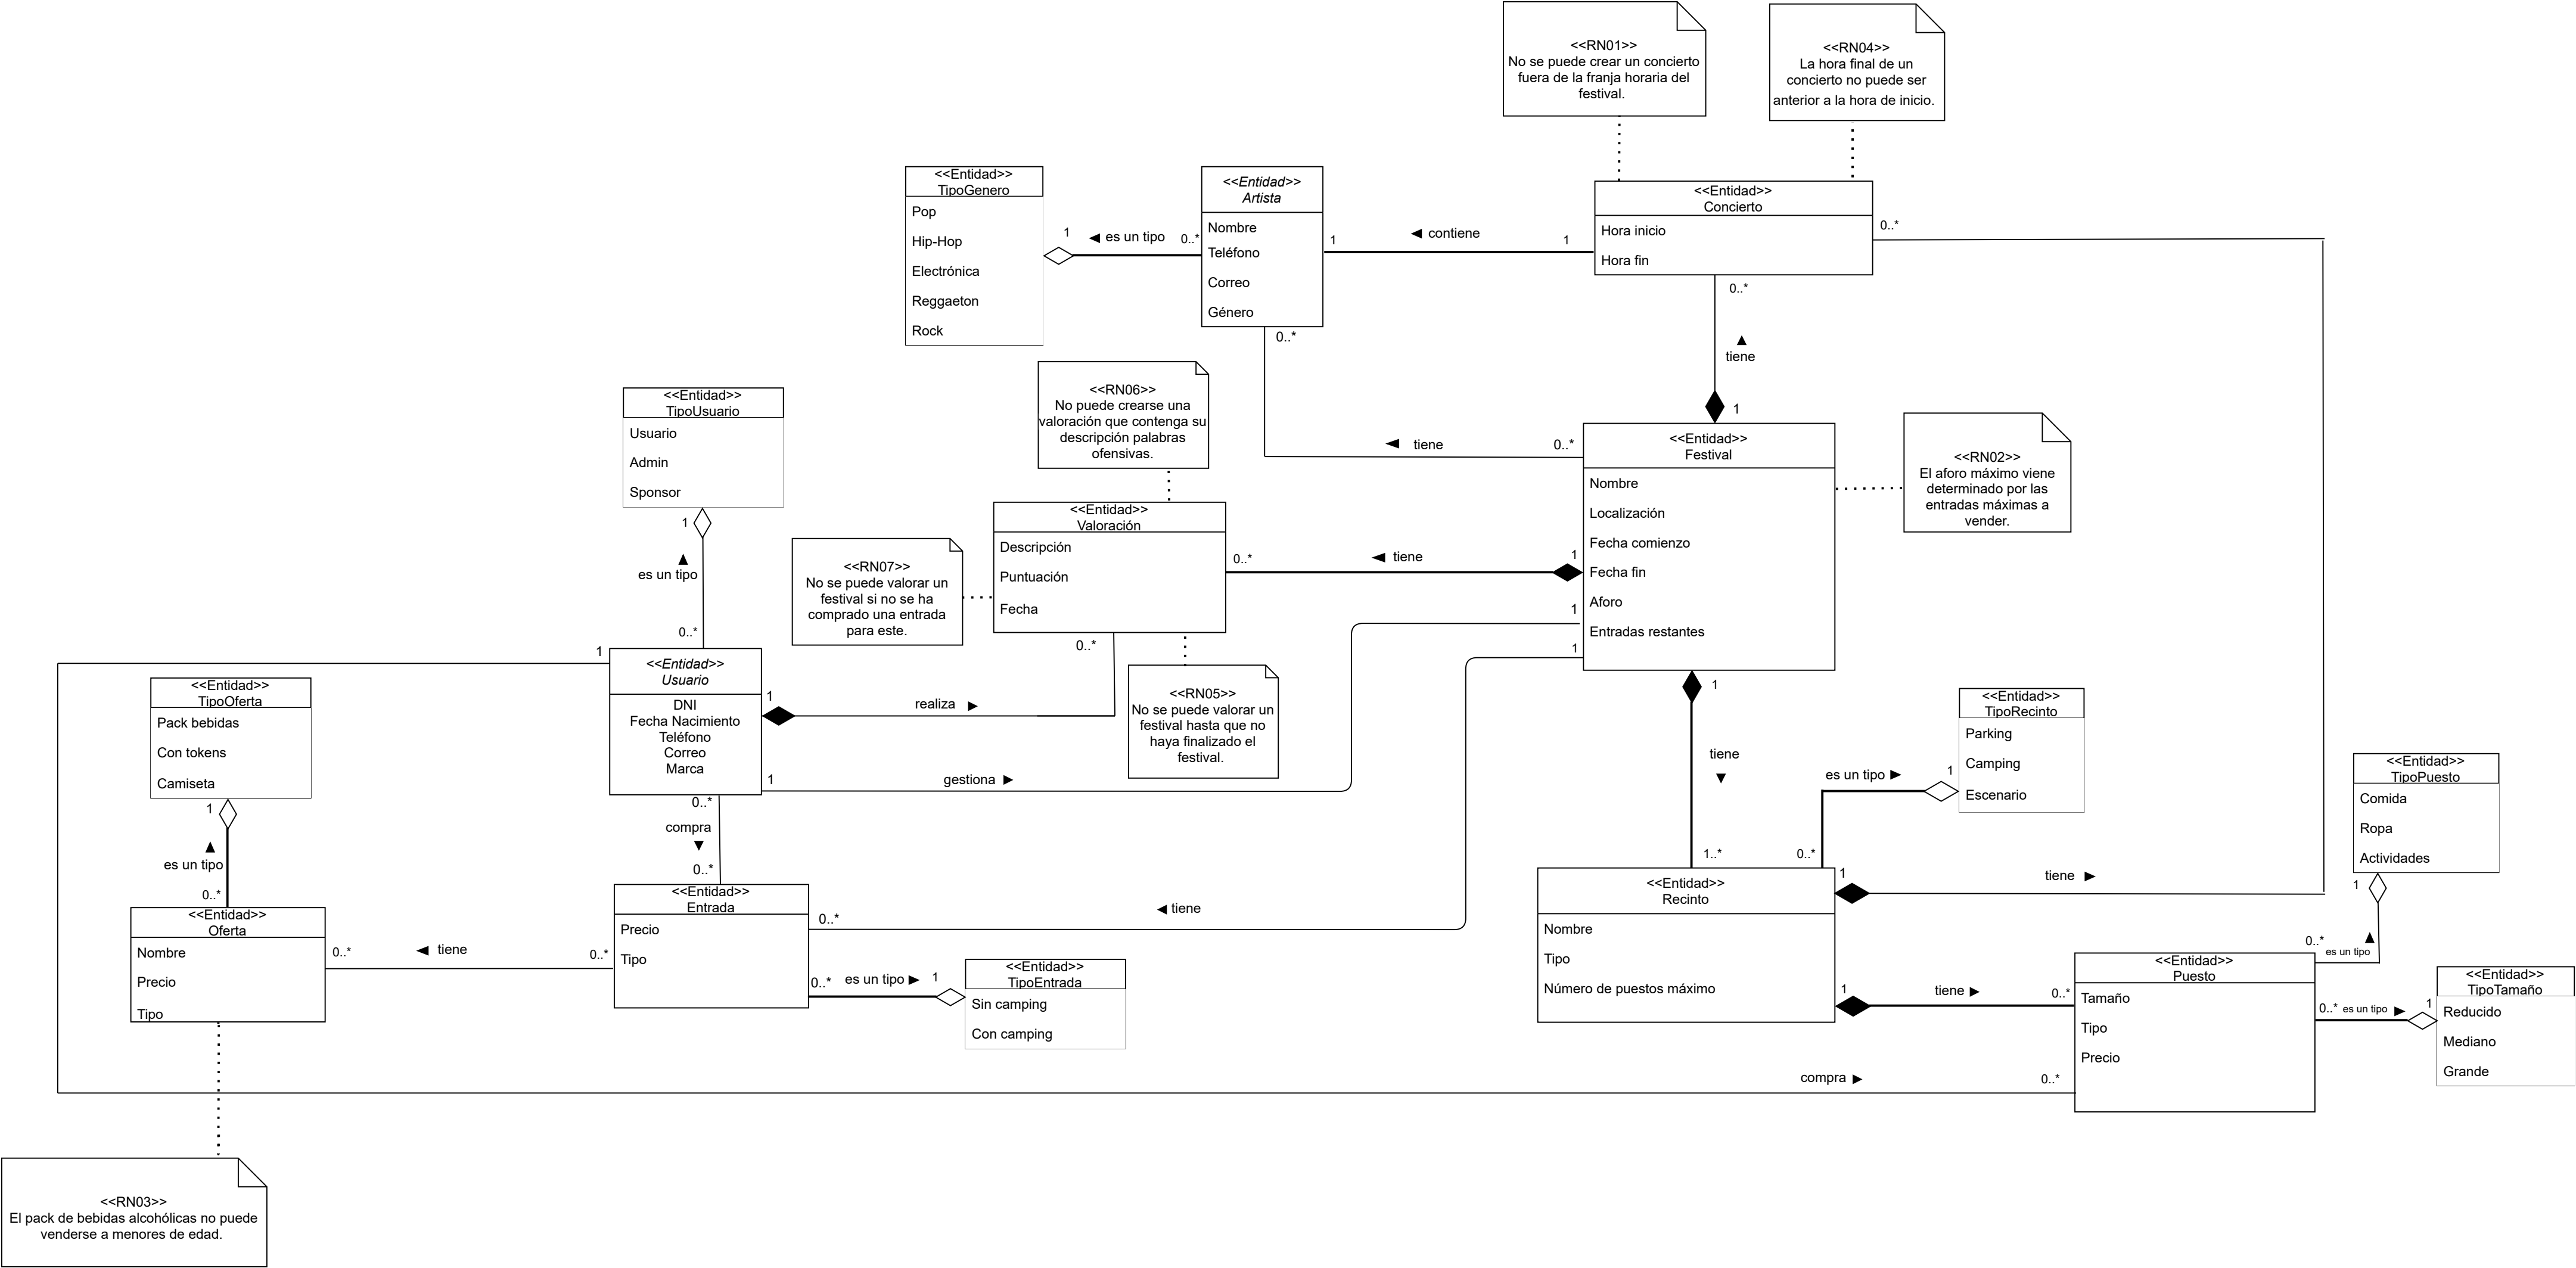 <<RN01>>
No se puede crear un concierto
fuera de la franja horaria del
festival.
<<RN04>>
La hora final de un
concierto no puede ser
anterior a la hora de inicio.
<<Entidad>>
TipoGenero
Pop
Hip-Hop
Electrónica
Reggaeton
Rock
1
◄ es un tipo
0..*
<<Entidad>>
Artista
Nombre
Teléfono
Correo
Género
1
◄ contiene
1
<<Entidad>>
Concierto
Hora inicio
Hora fin
0..*
0..*
▲
tiene
1
0..*
◄ tiene
0..*
<<RN06>>
No puede crearse una
valoración que contenga su
descripción palabras
ofensivas.
<<Entidad>>
TipoUsuario
Usuario
Admin
Sponsor
1
▲
es un tipo
0..*
<<Entidad>>
Festival
Nombre
Localización
Fecha comienzo
Fecha fin
Aforo
Entradas restantes
<<RN02>>
El aforo máximo viene
determinado por las
entradas máximas a
vender.
<<Entidad>>
Valoración
Descripción
Puntuación
Fecha
0..*
◄ tiene
1
1
1
<<RN07>>
No se puede valorar un
festival si no se ha
comprado una entrada
para este.
0..*
<<RN05>>
No se puede valorar un
festival hasta que no
haya finalizado el
festival.
1
<<Entidad>>
Usuario
DNI
Fecha Nacimiento
Teléfono
Correo
Marca
1
realiza ►
1
gestiona ►
<<Entidad>>
TipoOferta
Pack bebidas
Con tokens
Camiseta
1
▲
es un tipo
0..*
0..*
compra
▼
0..*
1
tiene
▼
1..*
<<Entidad>>
TipoRecinto
Parking
Camping
Escenario
es un tipo ►
1
0..*
<<Entidad>>
TipoPuesto
Comida
Ropa
Actividades
1
▲
0..*
es un tipo
<<Entidad>>
Oferta
Nombre
Precio
Tipo
0..*
◄ tiene
0..*
<<Entidad>>
Entrada
Precio
Tipo
0..*
◄ tiene
0..*
es un tipo ►
1
<<Entidad>>
TipoEntrada
Sin camping
Con camping
<<Entidad>>
Recinto
Nombre
Tipo
Número de puestos máximo
1
tiene ►
1
tiene ►
0..*
<<Entidad>>
Puesto
Tamaño
Tipo
Precio
0..*
es un tipo ►
1
<<Entidad>>
TipoTamaño
Reducido
Mediano
Grande
compra ►
0..*
<<RN03>>
El pack de bebidas alcohólicas no puede
venderse a menores de edad.